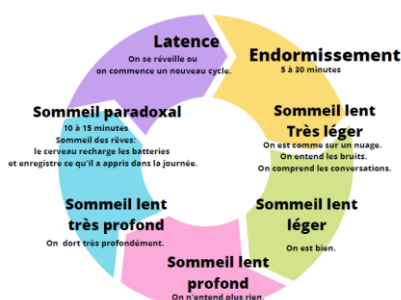 Latence
On se réveille ou
on commence un nouveau cycle.
Endormissement
5 à 30 minutes
Sommeil lent
Très léger
On est comme sur un nuage.
On entend les bruits.
On comprend les conversations.
Sommeil lent
léger
On est bien.
Sommeil lent
profond
On n'entend plus rien.
Sommeil lent
très profond
On dort très profondément.
Sommeil paradoxal
10 à 15 minutes
Sommeil des rêves:
le cerveau recharge les batteries
et enregistre ce qu'il a appris dans la journée.